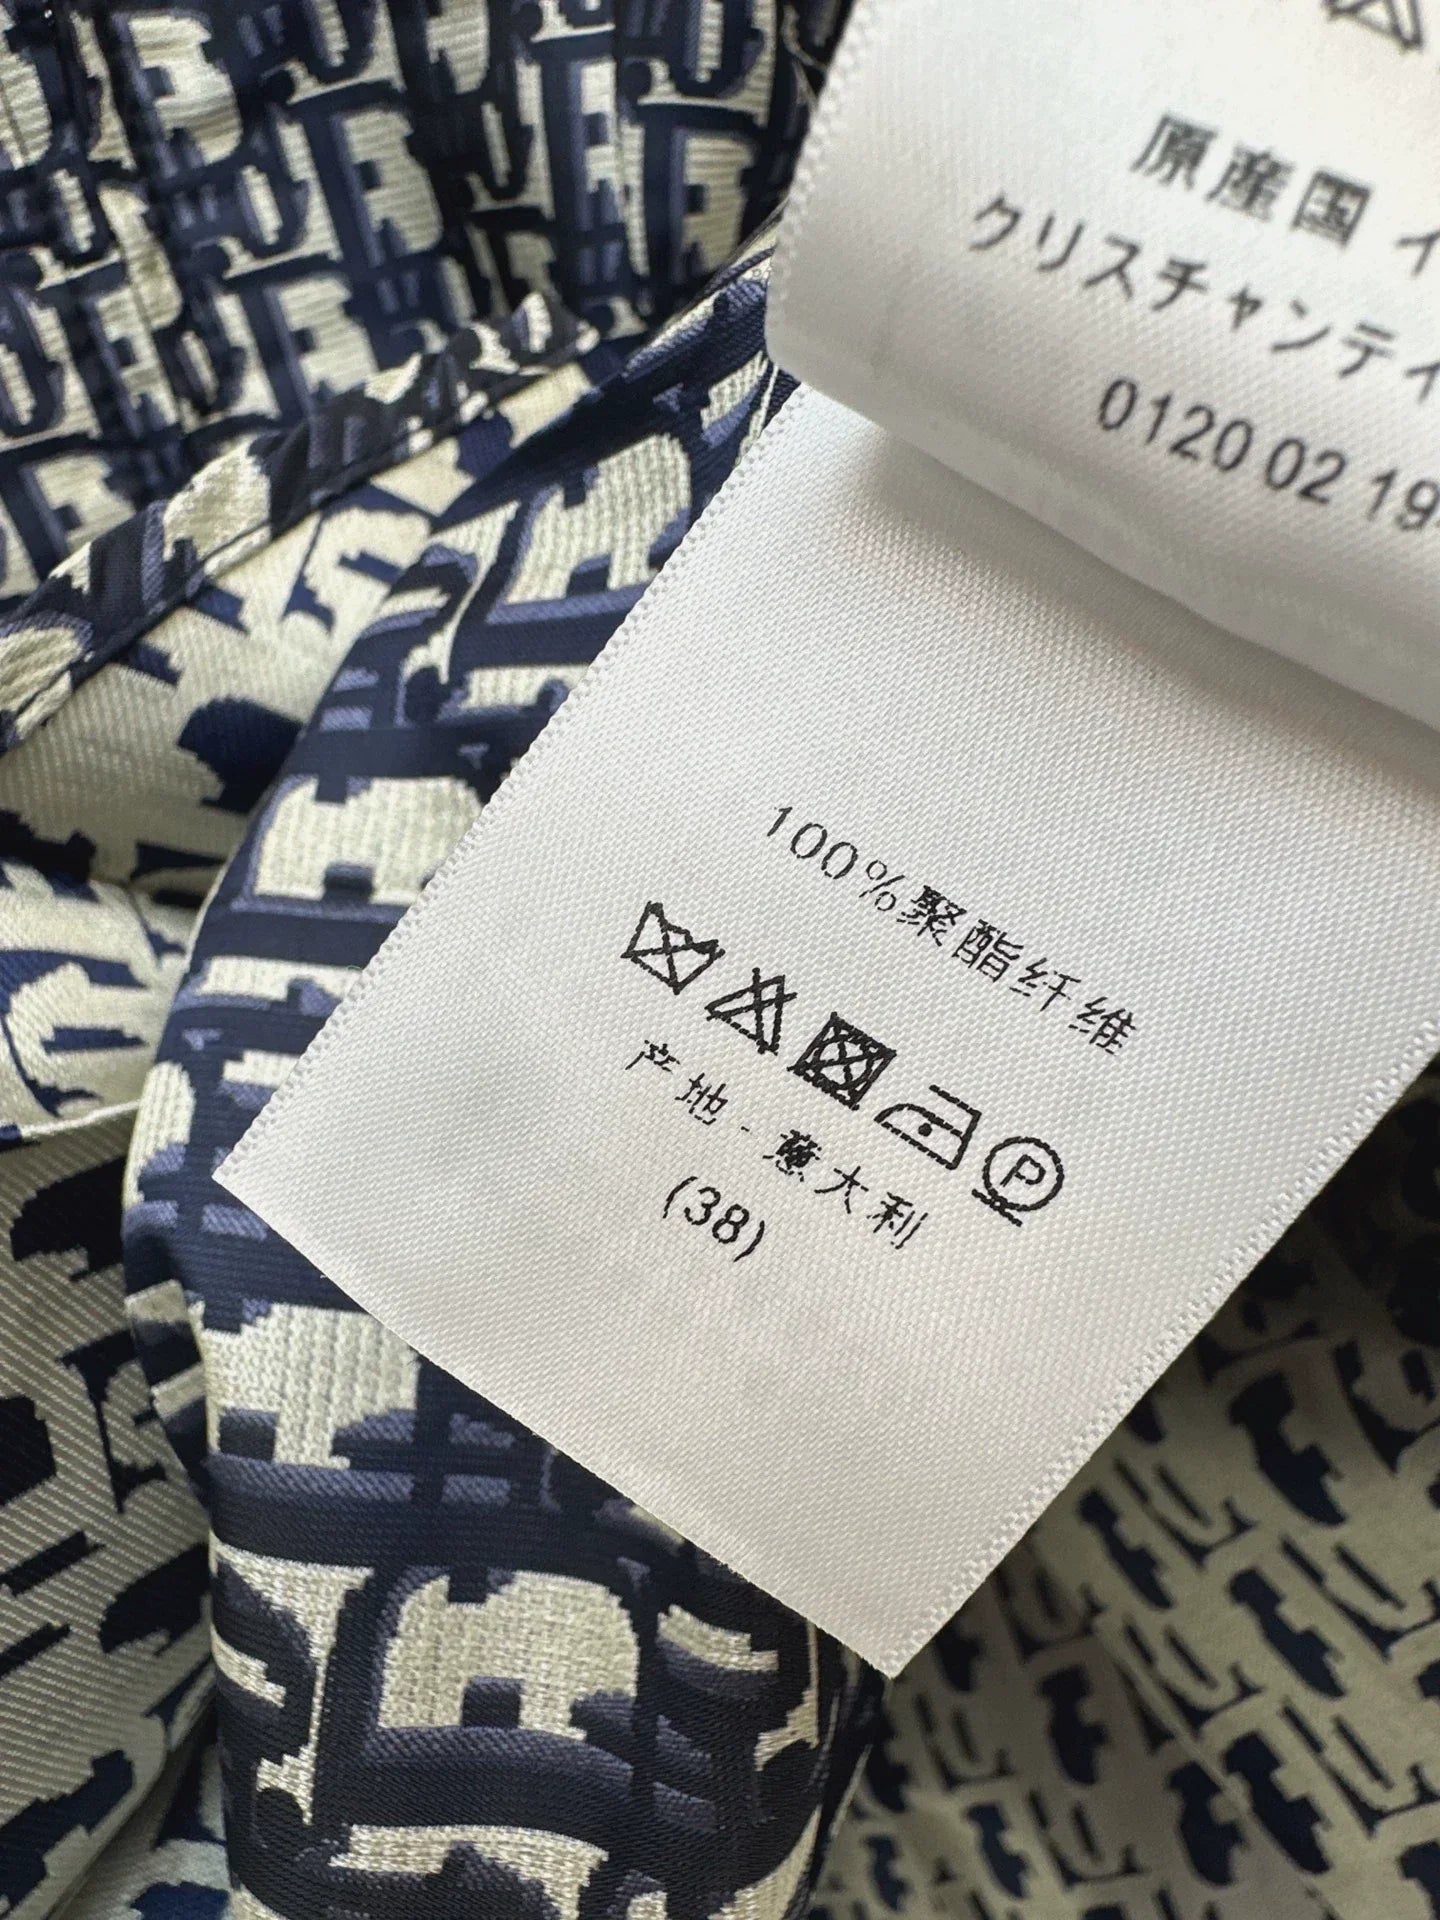 原産国 イ
クリスチャンディ
0120 02 19
100%聚酯纤维
P
产地 - 意大利
(38)